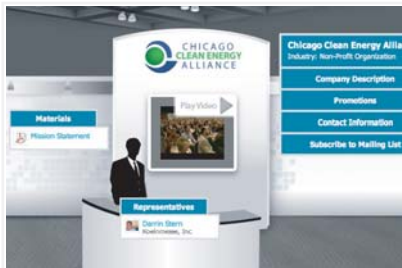 CHICAGO
CLEAN ENERGY
ALLIANCE
Play Video
Materials
Mission Statement
Representatives
Darrin Stern
Chicago Clean Energy Allia
Industry: Non-Profit Organization
Company Description
Promotions
Contact Information
Subscribe to Mailing List